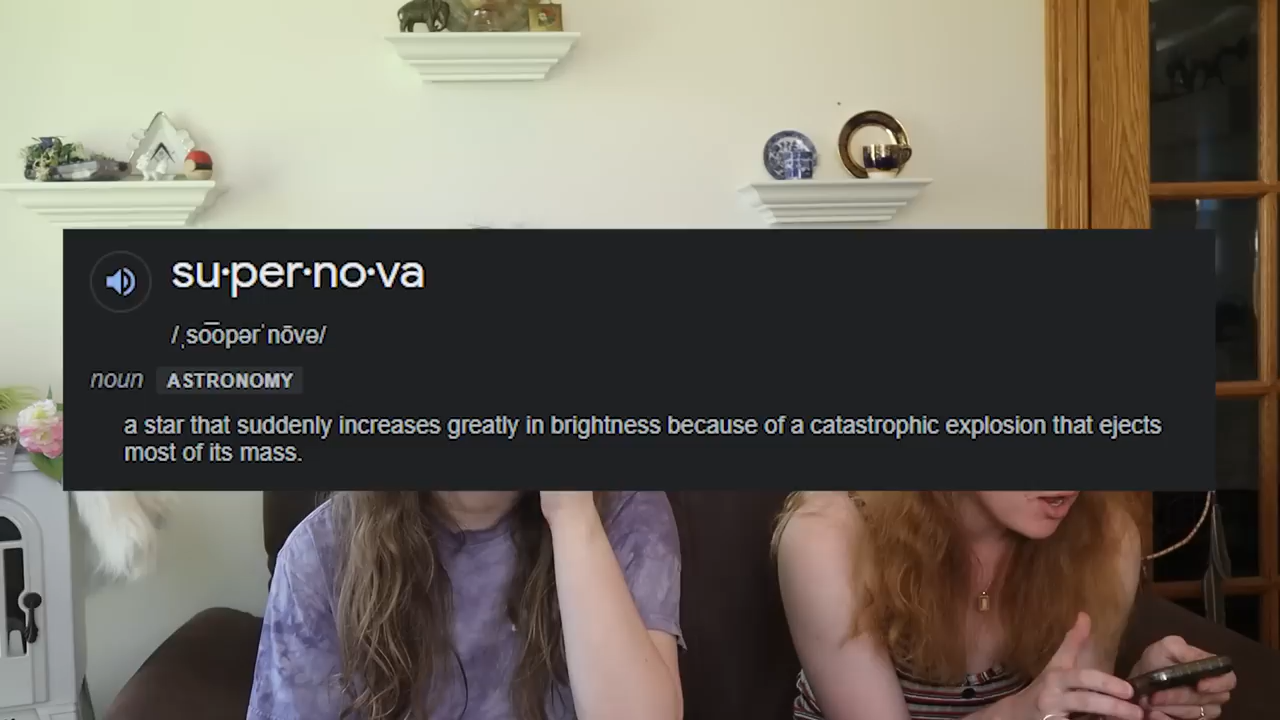 su·per·no·va
/ˌso͞opərˈnōvə/
noun ASTRONOMY
a star that suddenly increases greatly in brightness because of a catastrophic explosion that ejects
most of its mass.